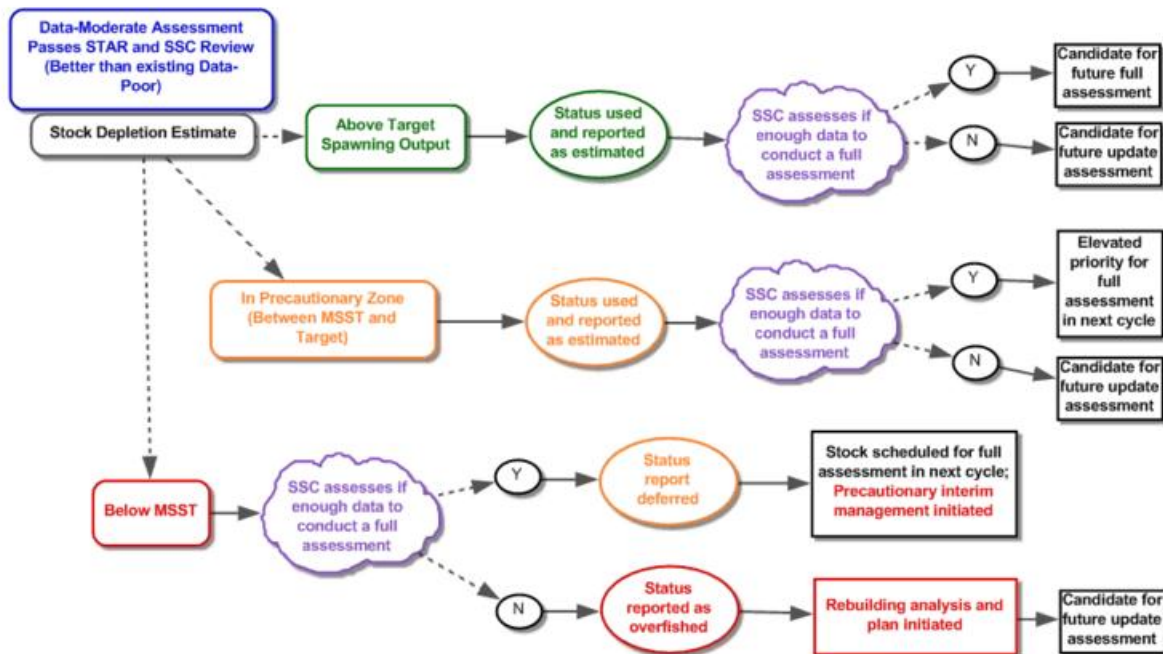 Data-Moderate Assessment
Passes STAR and SSC Review
(Better than existing Data-
Poor)
Stock Depletion Estimate
Above Target
Spawning Output
Status used
and reported
as estimated
SSC assesses if
enough data to
conduct a full
assessment
Y
Candidate for
future full
assessment
N
Candidate for
future update
assessment
In Precautionary Zone
(Between MSST and
Target)
Status used
and reported
as estimated
SSC assesses if
enough data to
conduct a full
assessment
Y
Elevated
priority for
full
assessment
in next cycle
N
Candidate for
future update
assessment
Below MSST
SSC assesses if
enough data to
conduct a full
assessment
Y
Status
report
deferred
Stock scheduled for full
assessment in next cycle;
Precautionary interim
management initiated
N
Status
reported as
overfished
Rebuilding analysis and
plan initiated
Candidate for
future update
assessment